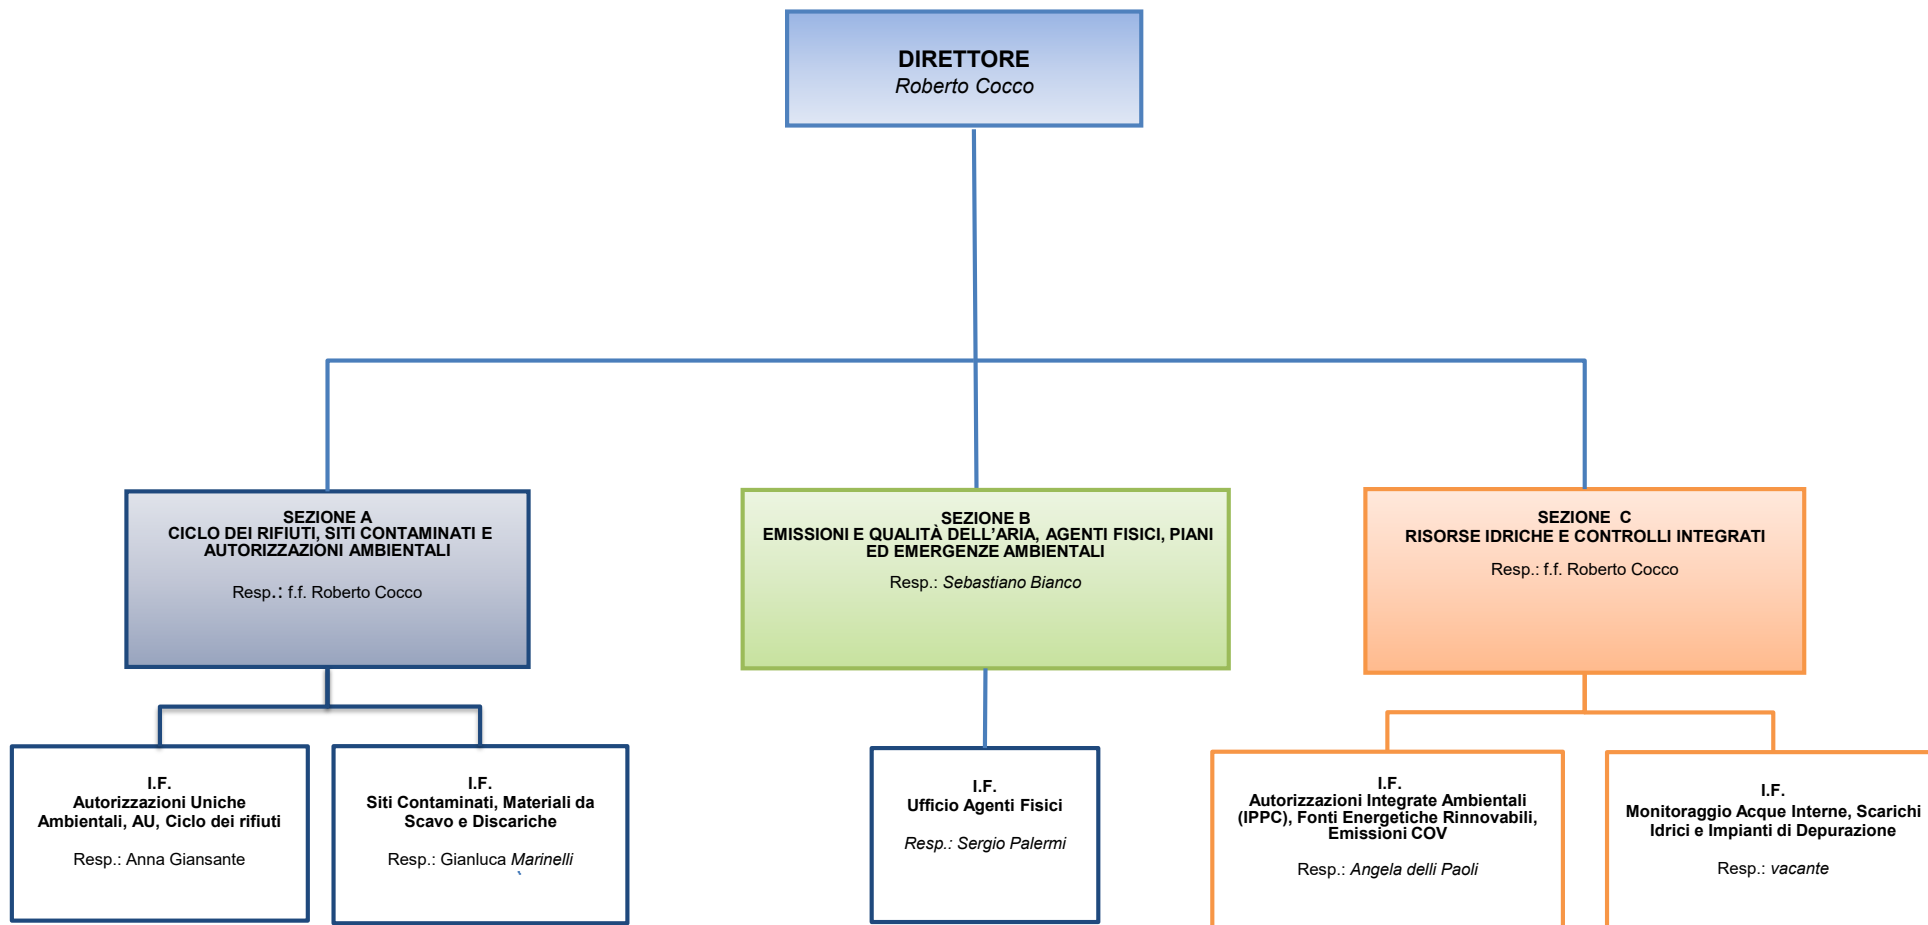 DIRETTORE
Roberto Cocco
SEZIONE A
CICLO DEI RIFIUTI, SITI CONTAMINATI E
AUTORIZZAZIONI AMBIENTALI
Resp.: f.f. Roberto Cocco
SEZIONE B
EMISSIONI E QUALITÀ DELL'ARIA, AGENTI FISICI, PIANI
ED EMERGENZE AMBIENTALI
Resp.: Sebastiano Bianco
SEZIONE C
RISORSE IDRICHE E CONTROLLI INTEGRATI
Resp.: f.f. Roberto Cocco
I.F.
Autorizzazioni Uniche
Ambientali, AU, Ciclo dei rifiuti
Resp.: Anna Giansante
I.F.
Siti Contaminati, Materiali da
Scavo e Discariche
Resp.: Gianluca Marinelli
I.F.
Ufficio Agenti Fisici
Resp.: Sergio Palermi
I.F.
Autorizzazioni Integrate Ambientali
(IPPC), Fonti Energetiche Rinnovabili,
Emissioni COV
Resp.: Angela delli Paoli
I.F.
Monitoraggio Acque Interne, Scarichi
Idrici e Impianti di Depurazione
Resp.: vacante